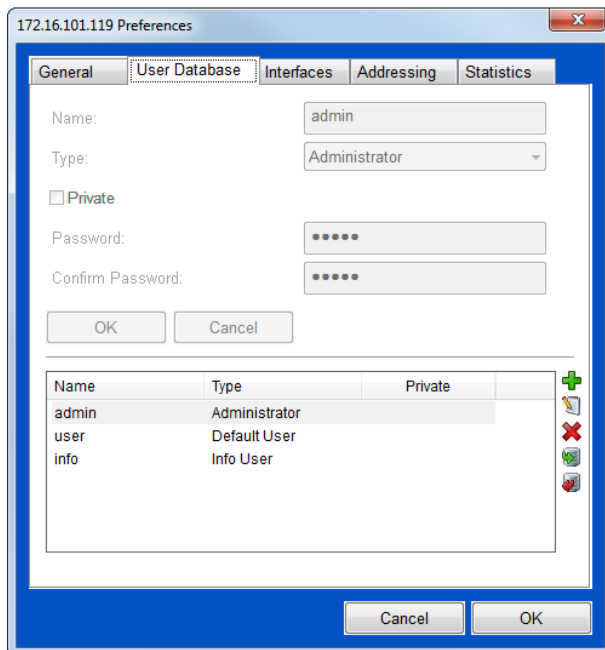 172.16.101.119 Preferences
General User Database Interfaces Addressing Statistics
Name: admin
Type: Administrator
Private
Password: •••••
Confirm Password: •••••
OK Cancel
Name Type Private
admin Administrator
user Default User
info Info User
Cancel OK